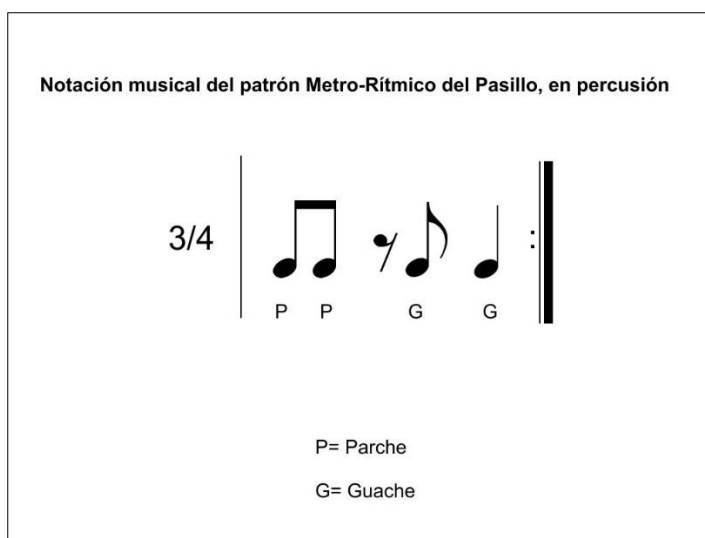 Notación musical del patrón Metro-Rítmico del Pasillo, en percusión
3/4
P P G G
P= Parche
G= Guache